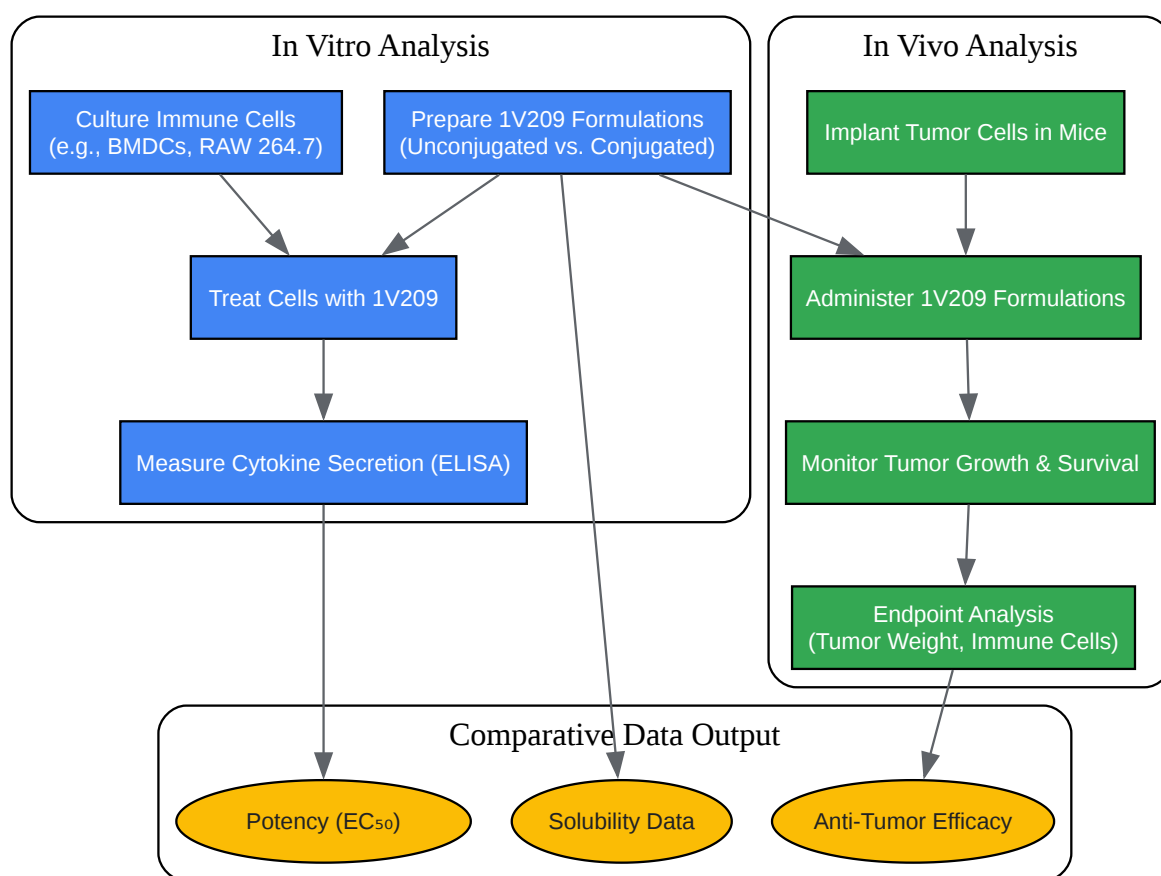 In Vitro Analysis
In Vivo Analysis
Culture Immune Cells
(e.g., BMDCs, RAW 264.7)
Prepare 1V209 Formulations
(Unconjugated vs. Conjugated)
Implant Tumor Cells in Mice
Treat Cells with 1V209
Administer 1V209 Formulations
Measure Cytokine Secretion (ELISA)
Monitor Tumor Growth & Survival
Endpoint Analysis
(Tumor Weight, Immune Cells)
Comparative Data Output
Potency (EC₅₀)
Solubility Data
Anti-Tumor Efficacy